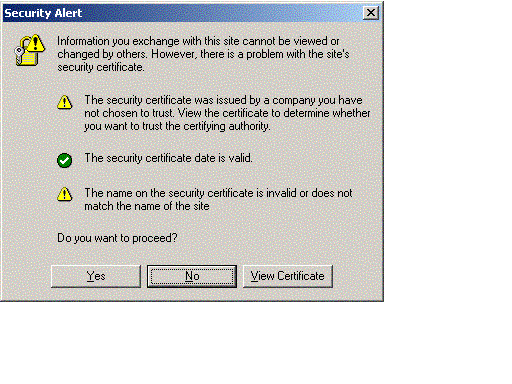 Security Alert
Information you exchange with this site cannot be viewed or
changed by others. However, there is a problem with the site's
security certificate.
The security certificate was issued by a company you have
not chosen to trust. View the certificate to determine whether
you want to trust the certifying authority.
The security certificate date is valid.
The name on the security certificate is invalid or does not
match the name of the site
Do you want to proceed?
Yes
No
View Certificate